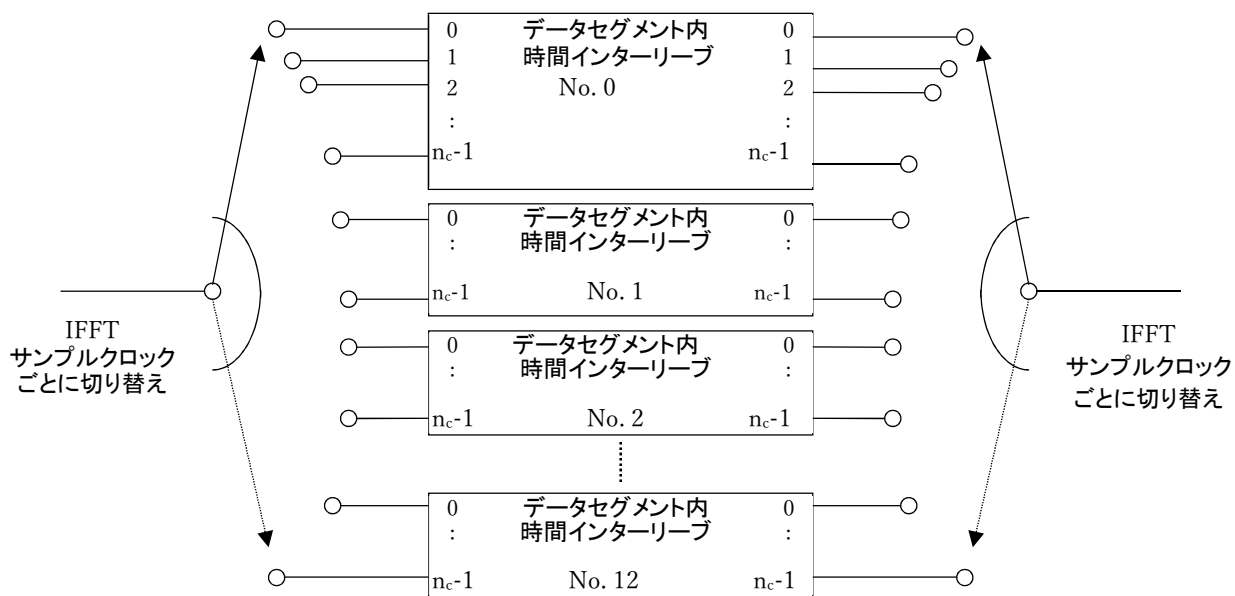 0 データセグメント内 0
1 時間インターリーブ 1
2 No. 0 2
: :
nc-1 nc-1
0 データセグメント内 0
: 時間インターリーブ :
nc-1 No. 1 nc-1
0 データセグメント内 0
: 時間インターリーブ :
nc-1 No. 2 nc-1
0 データセグメント内 0
: 時間インターリーブ :
nc-1 No. 12 nc-1
IFFT
サンプルクロック
ごとに切り替え
IFFT
サンプルクロック
ごとに切り替え